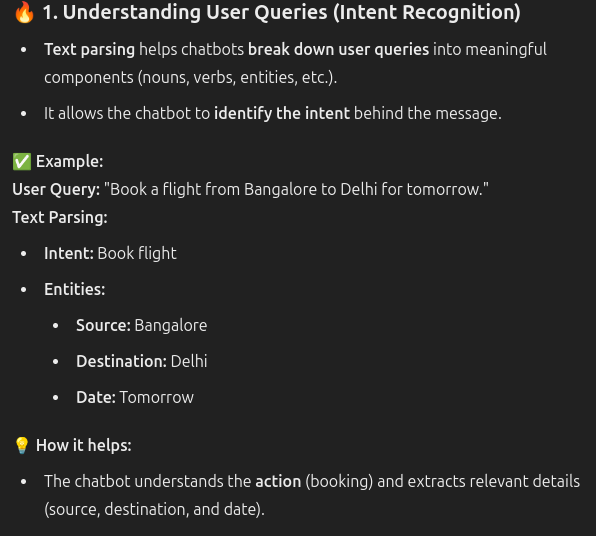 🔥 1. Understanding User Queries (Intent Recognition)
• Text parsing helps chatbots break down user queries into meaningful
components (nouns, verbs, entities, etc.).
• It allows the chatbot to identify the intent behind the message.
✅ Example:
User Query: "Book a flight from Bangalore to Delhi for tomorrow."
Text Parsing:
• Intent: Book flight
• Entities:
• Source: Bangalore
• Destination: Delhi
• Date: Tomorrow
💡 How it helps:
• The chatbot understands the action (booking) and extracts relevant details
(source, destination, and date).